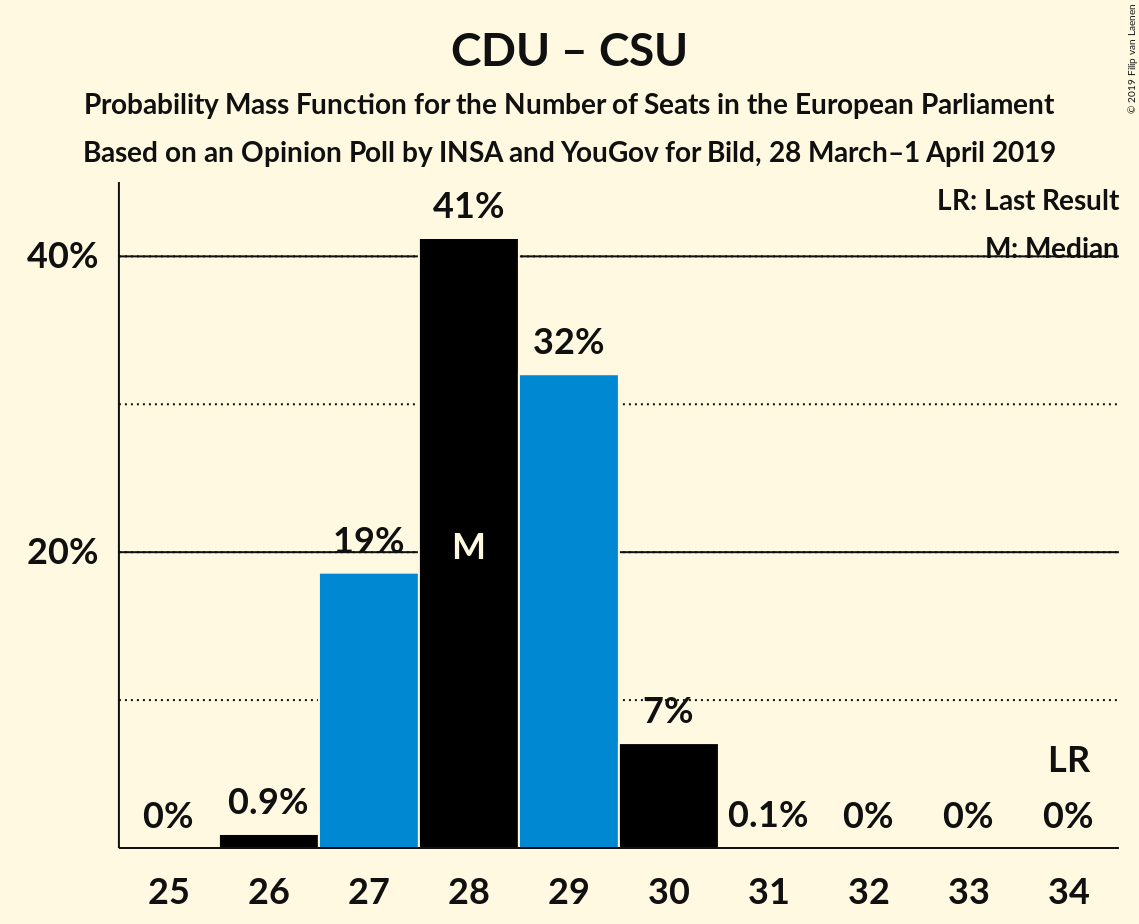 CDU – CSU
Probability Mass Function for the Number of Seats in the European Parliament
Based on an Opinion Poll by INSA and YouGov for Bild, 28 March–1 April 2019
© 2019 Filip van Laenen
LR: Last Result
M: Median
40%
20%
0%
0.9%
19%
41%
M
32%
7%
0.1%
0%
0%
LR
0%
25 26 27 28 29 30 31 32 33 34